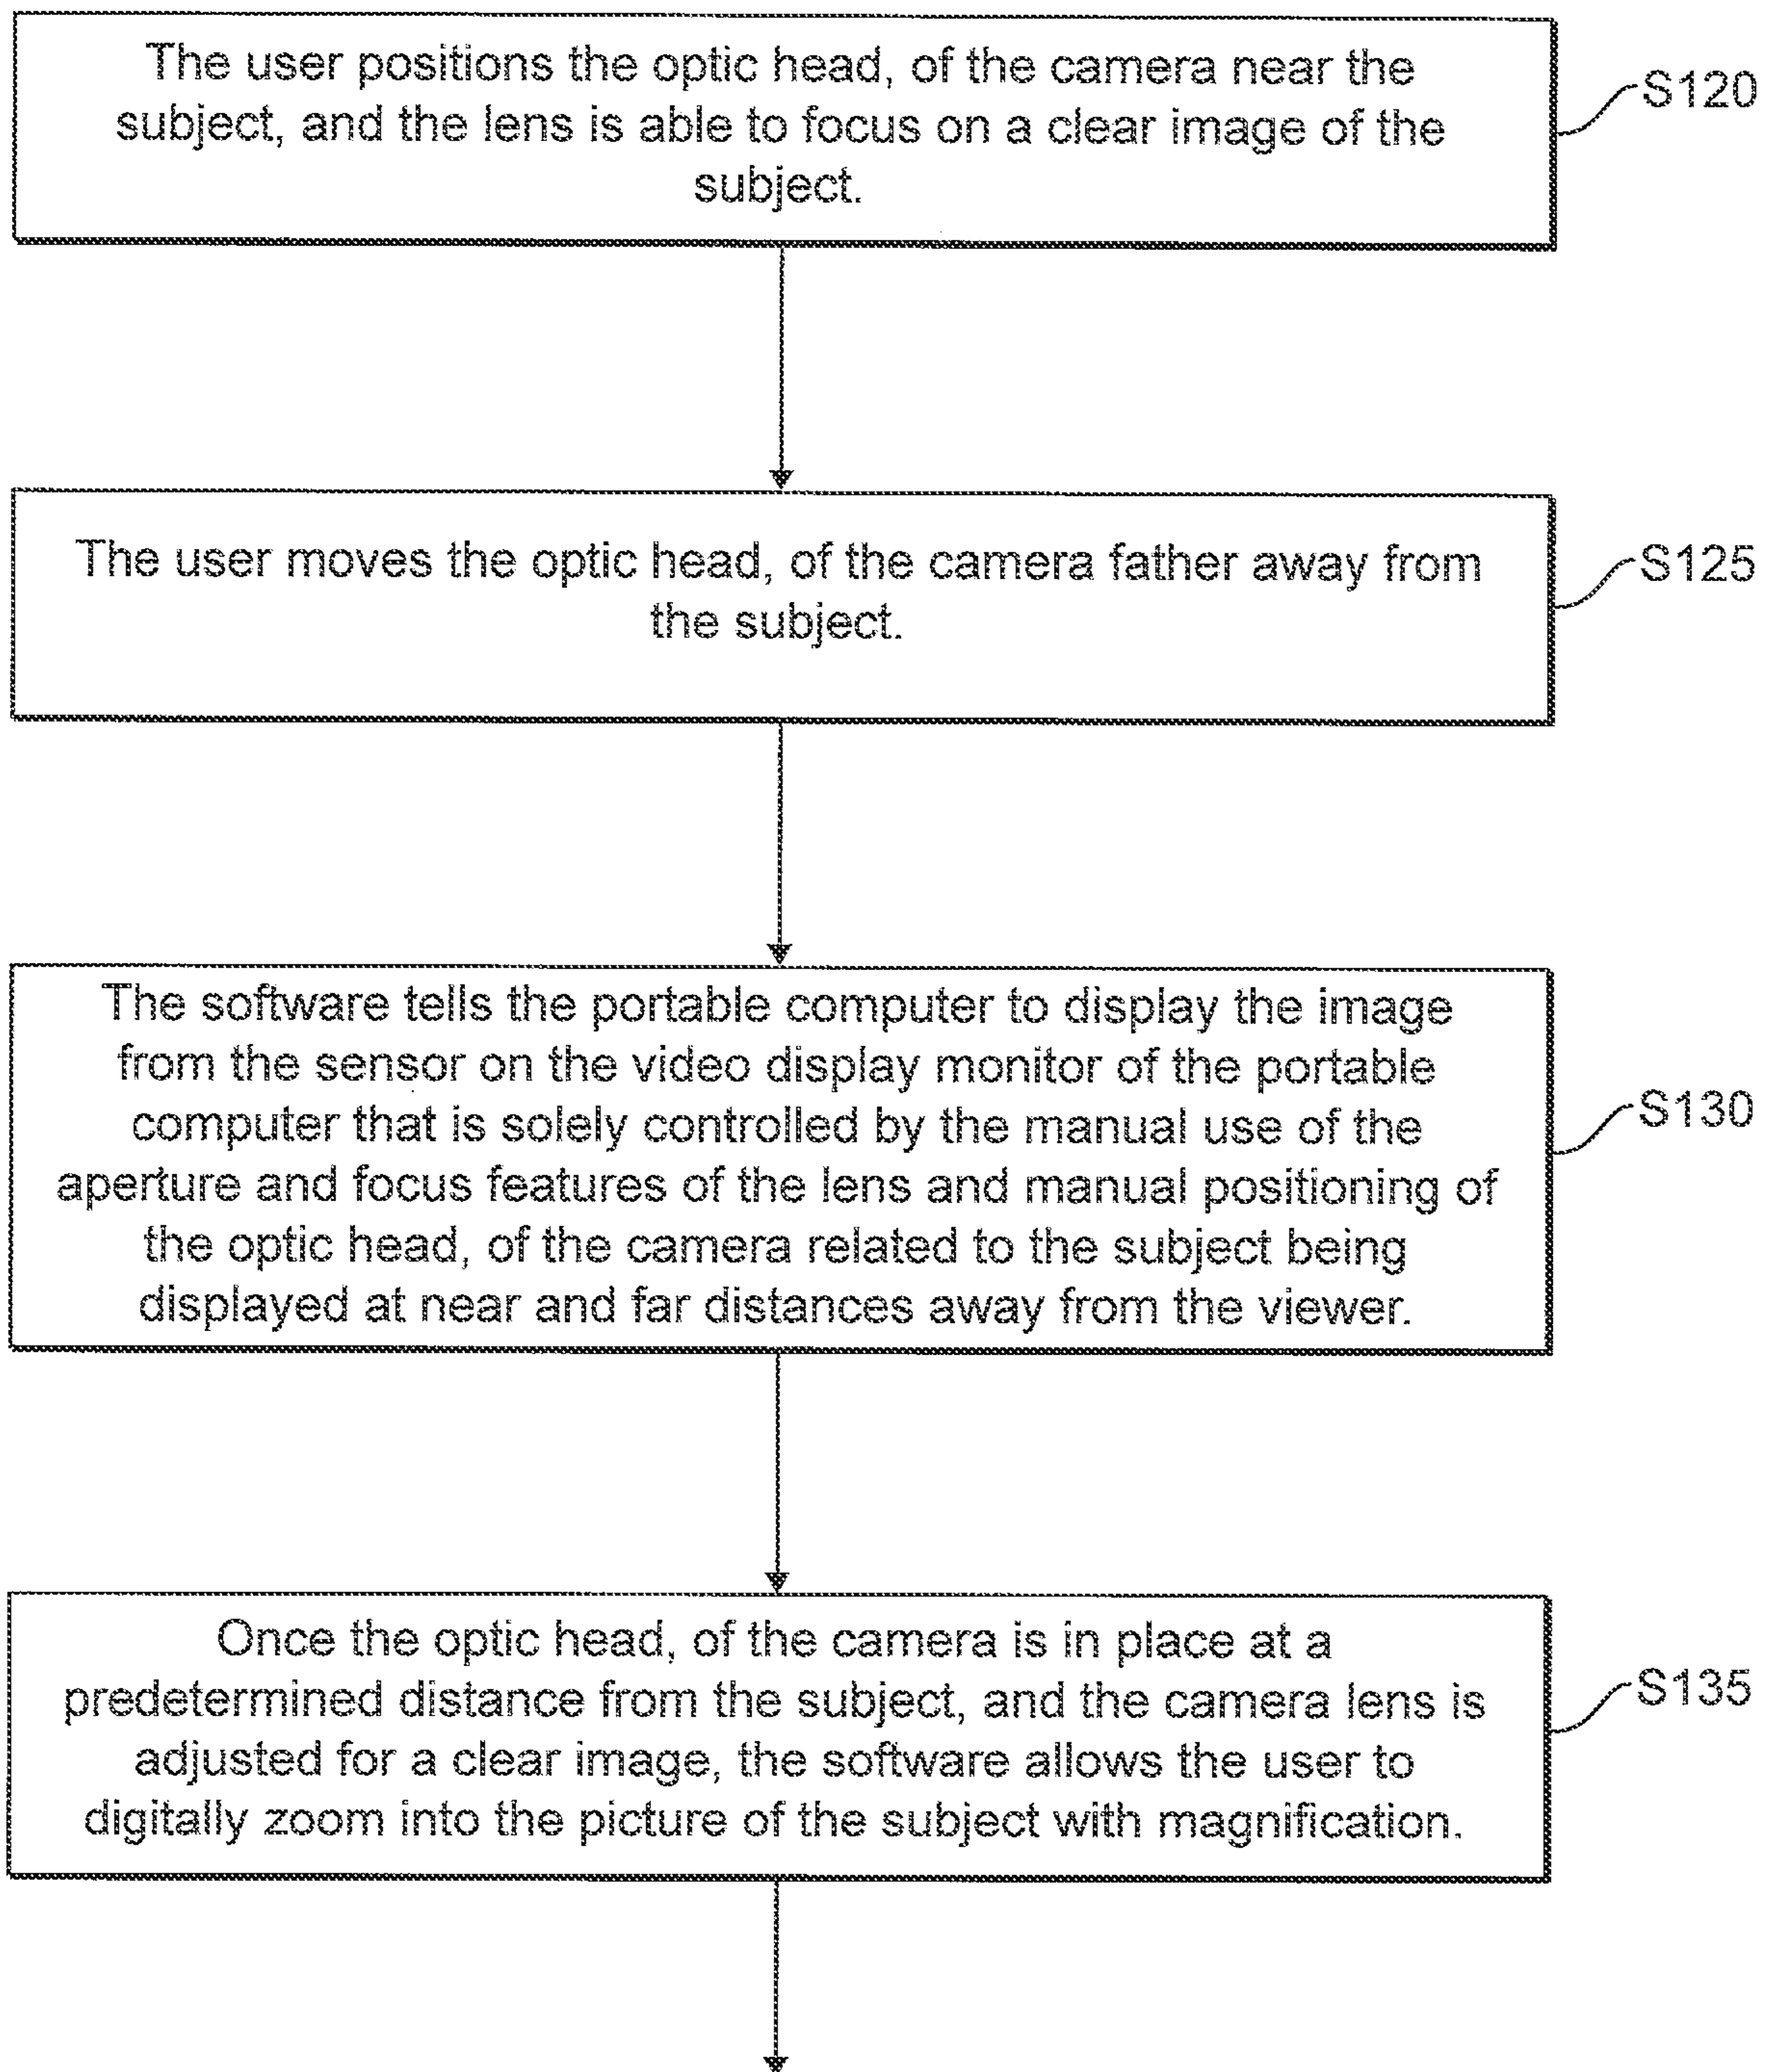 The user positions the optic head, of the camera near the
subject, and the lens is able to focus on a clear image of the
subject.
S120
The user moves the optic head, of the camera father away from
the subject.
S125
The software tells the portable computer to display the image
from the sensor on the video display monitor of the portable
computer that is solely controlled by the manual use of the
aperture and focus features of the lens and manual positioning of
the optic head, of the camera related to the subject being
displayed at near and far distances away from the viewer.
S130
Once the optic head, of the camera is in place at a
predetermined distance from the subject, and the camera lens is
adjusted for a clear image, the software allows the user to
digitally zoom into the picture of the subject with magnification.
S135